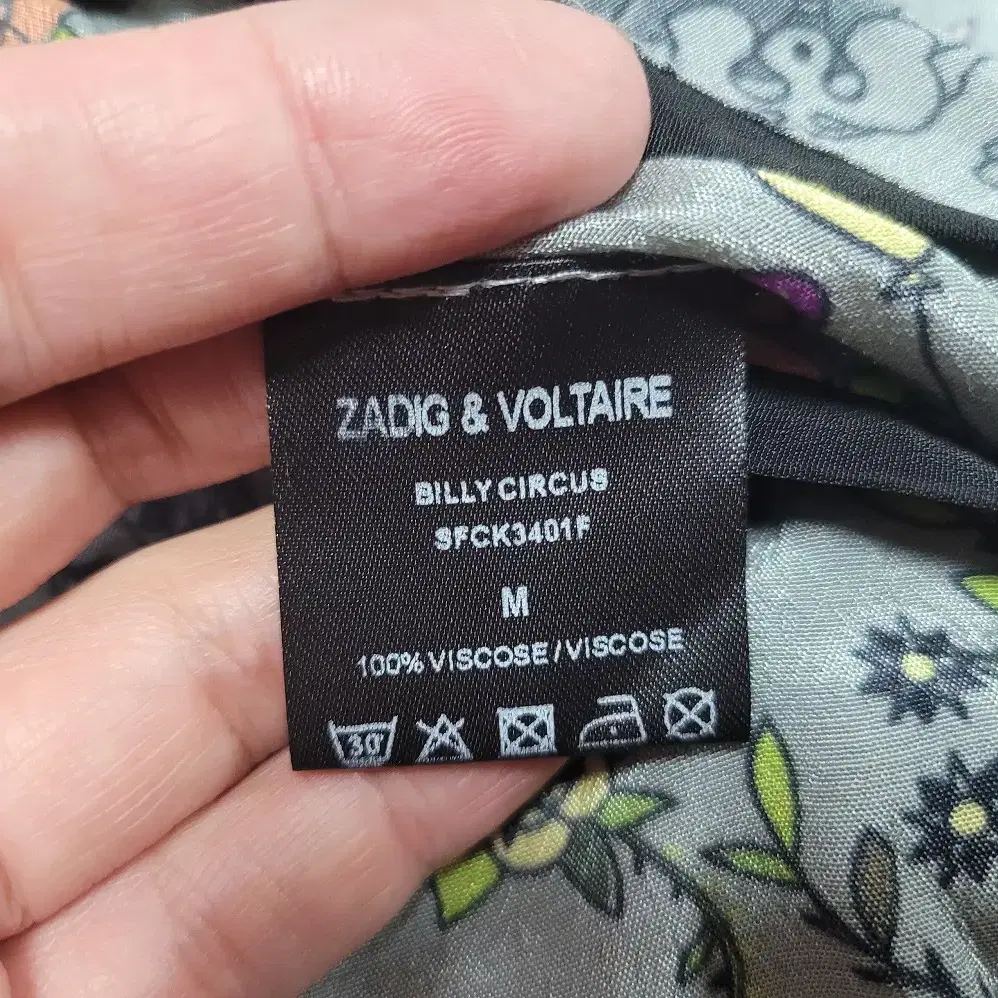 ZADIG & VOLTAIRE
BILLY CIRCUS
SFCK3401F
M
100% VISCOSE / VISCOSE
30°